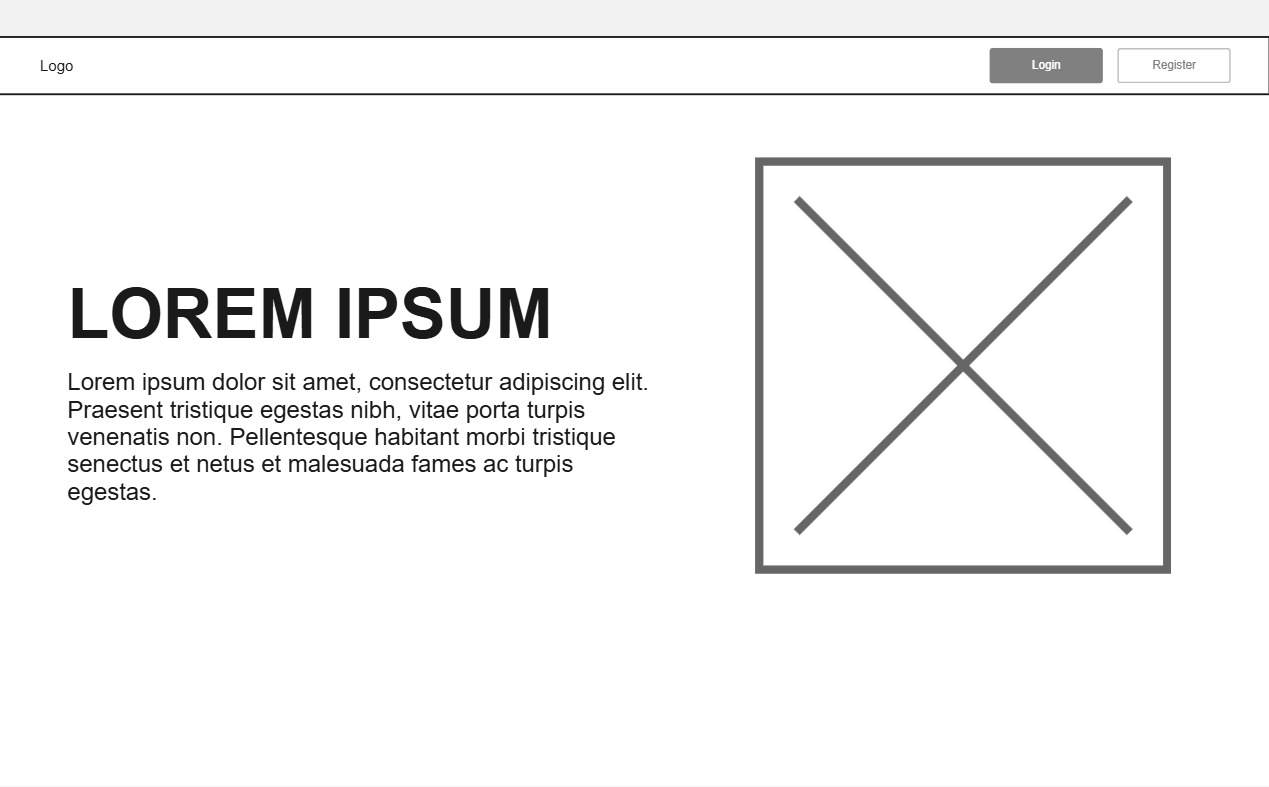 Logo
Login
Register
LOREM IPSUM
Lorem ipsum dolor sit amet, consectetur adipiscing elit.
Praesent tristique egestas nibh, vitae porta turpis
venenatis non. Pellentesque habitant morbi tristique
senectus et netus et malesuada fames ac turpis
egestas.